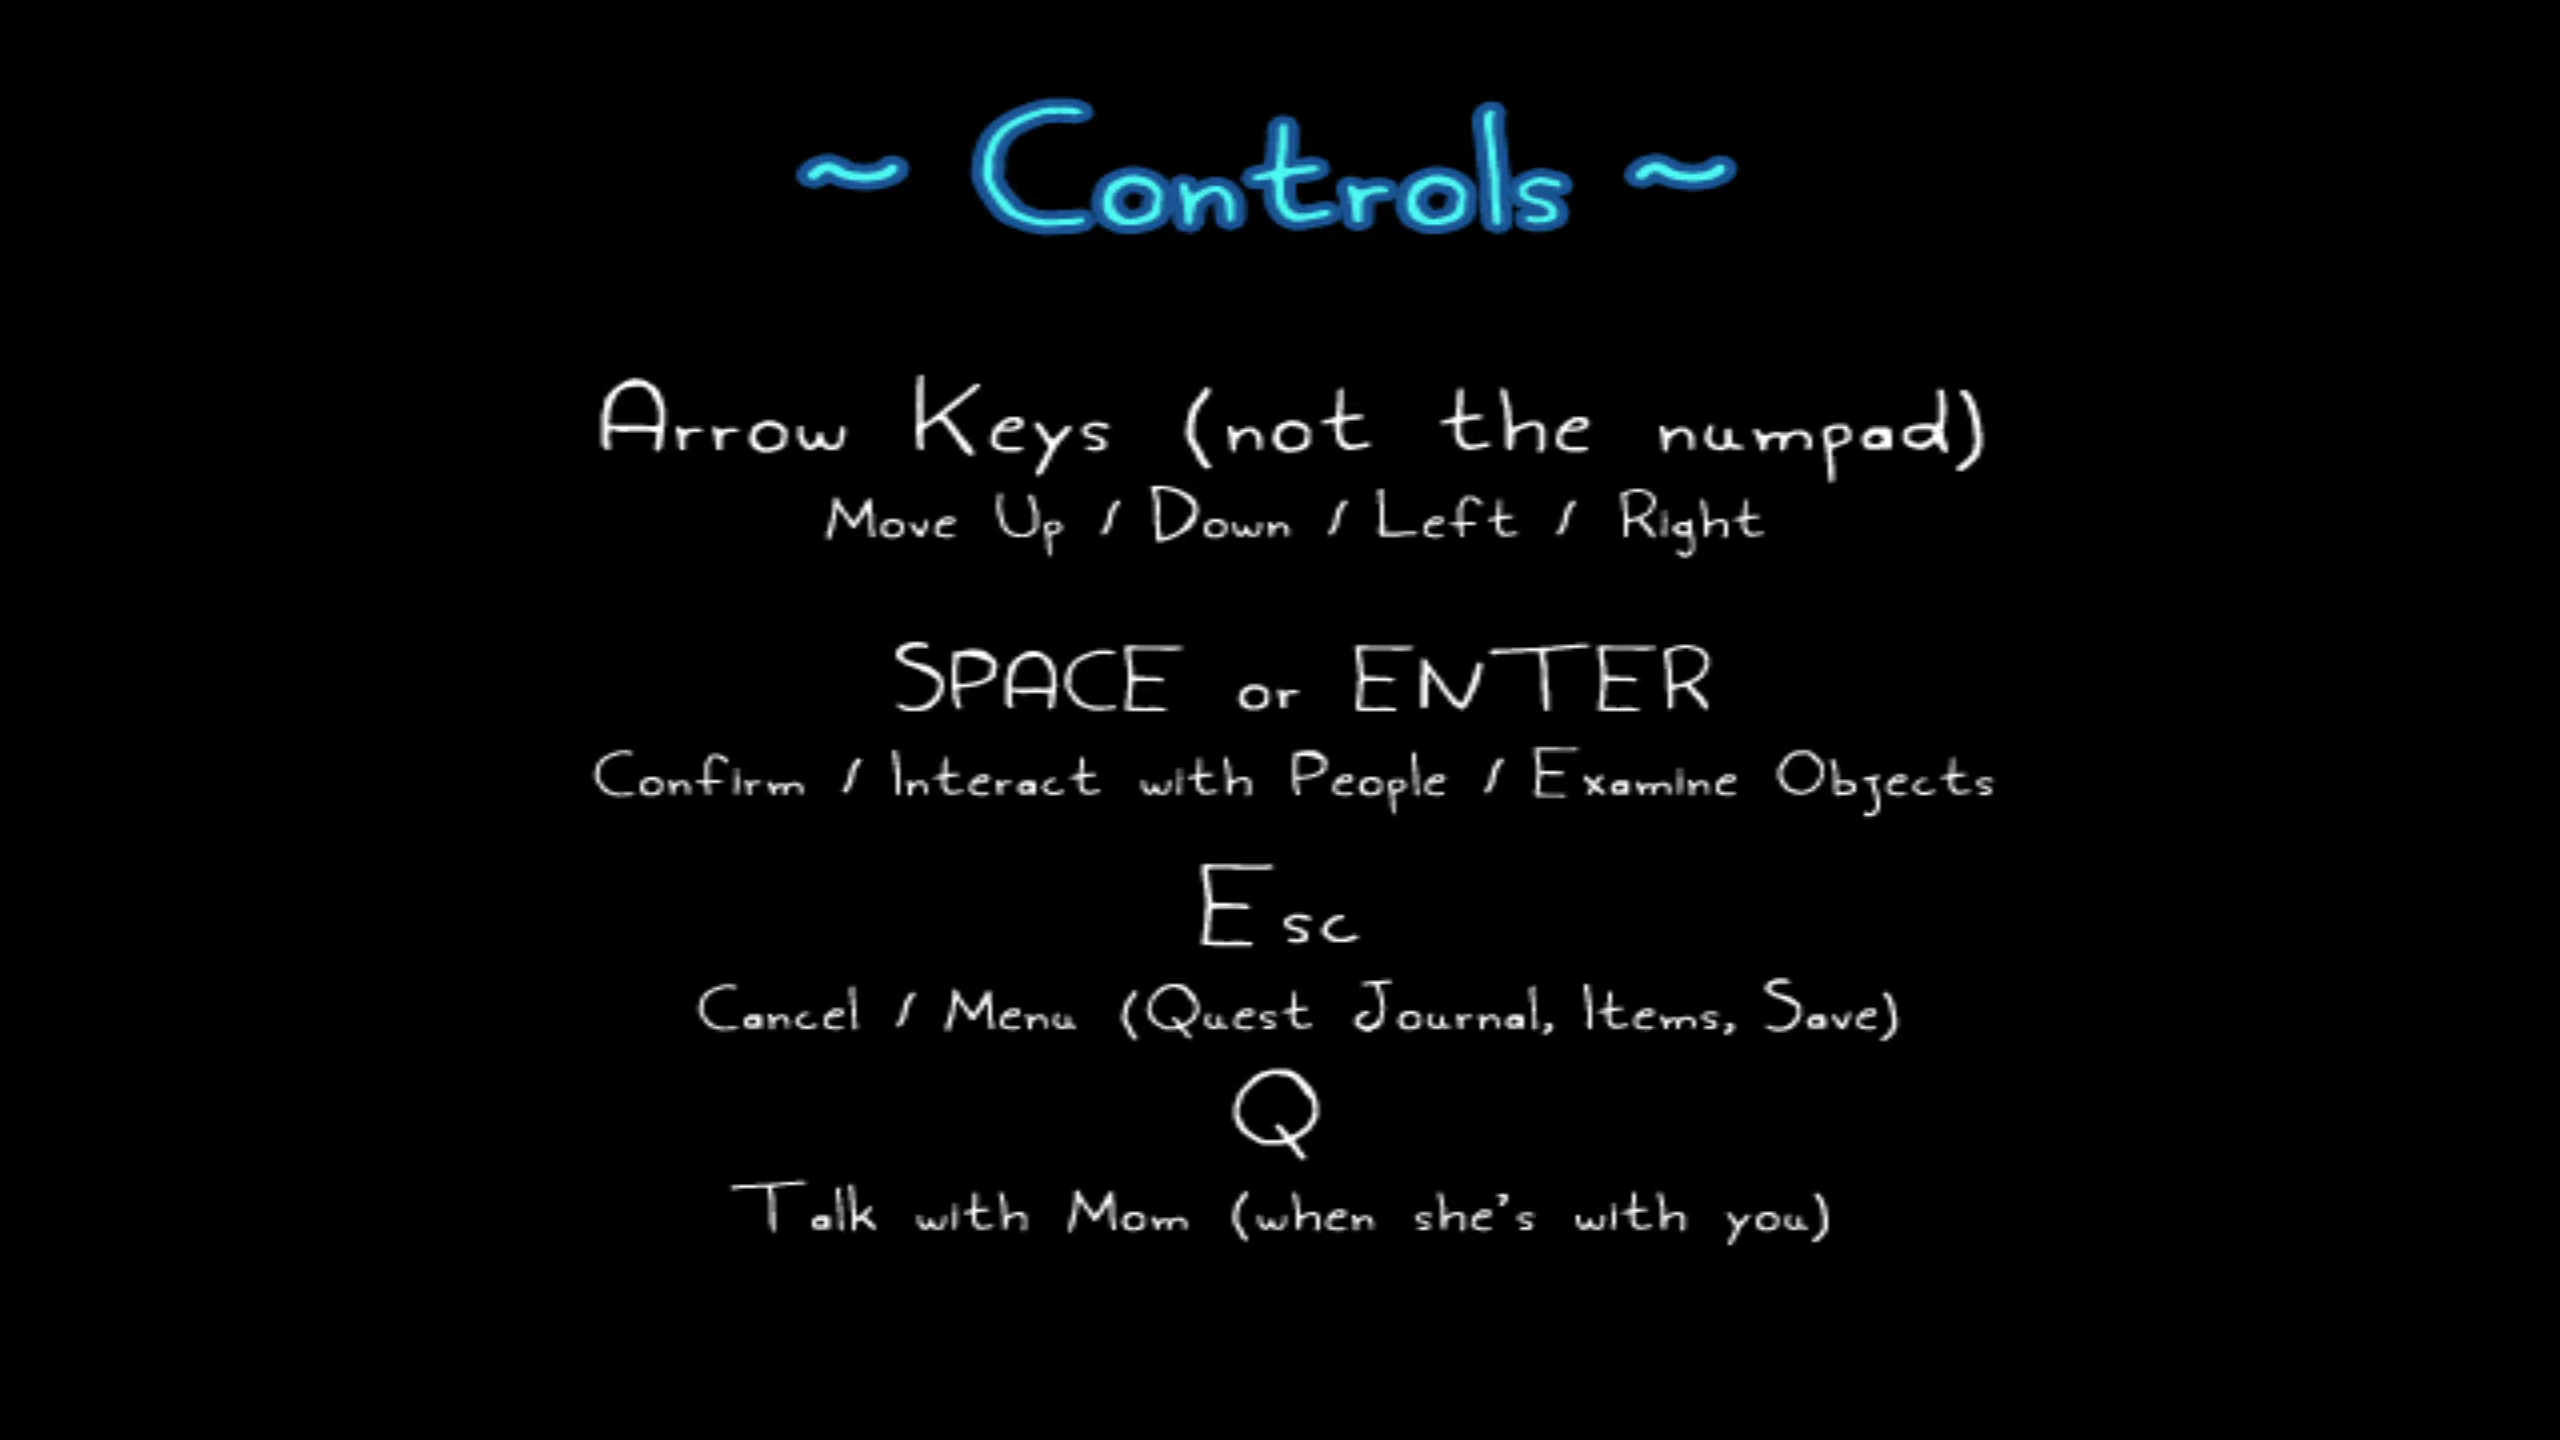 ~ Controls ~
Arrow Keys (not the numpad)
Move Up / Down / Left / Right
SPACE or ENTER
Confirm / Interact with People / Examine Objects
Esc
Cancel / Menu (Quest Journal, Items, Save)
Q
Talk with Mom (when she's with you)